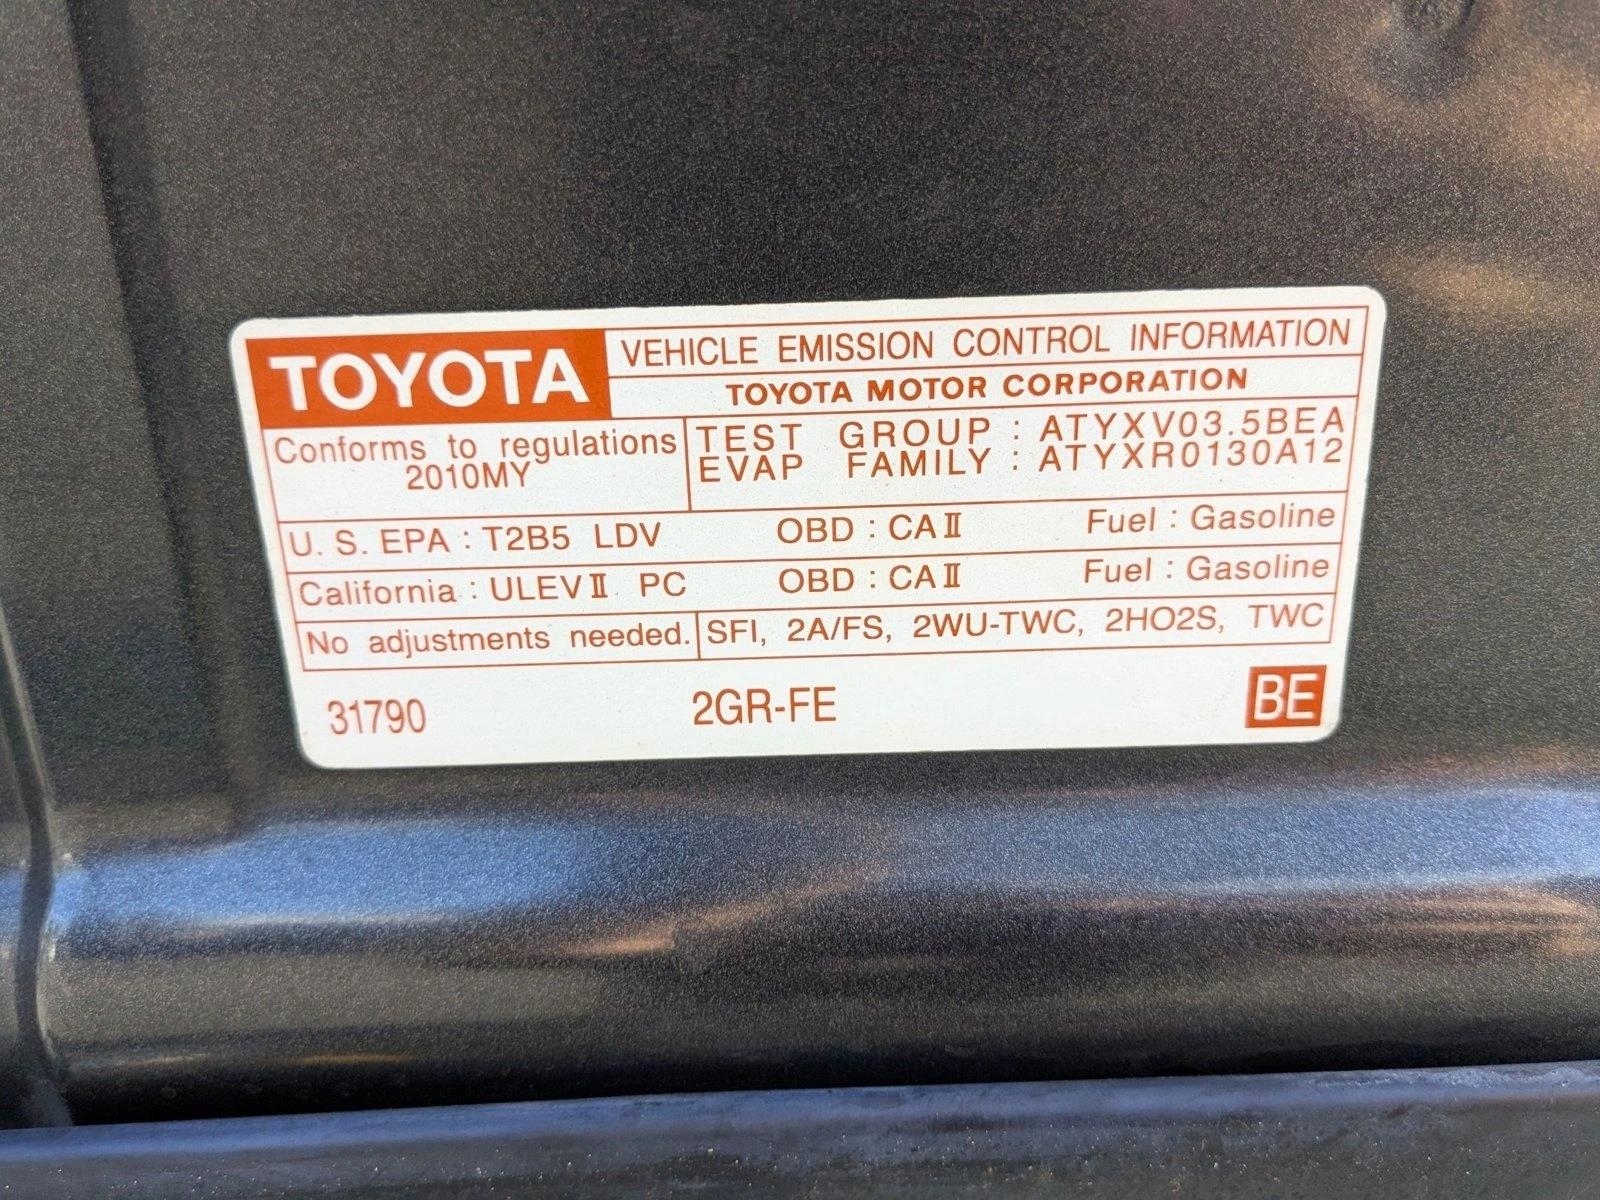 TOYOTA
VEHICLE EMISSION CONTROL INFORMATION
TOYOTA MOTOR CORPORATION
Conforms to regulations
2010MY
TEST GROUP : ATYXV03.5BEA
EVAP FAMILY : ATYXR0130A12
U. S. EPA : T2B5 LDV OBD : CAⅡ Fuel : Gasoline
California : ULEVⅡ PC OBD : CAⅡ Fuel : Gasoline
No adjustments needed. SFI, 2A/FS, 2WU-TWC, 2HO2S, TWC
31790 2GR-FE BE